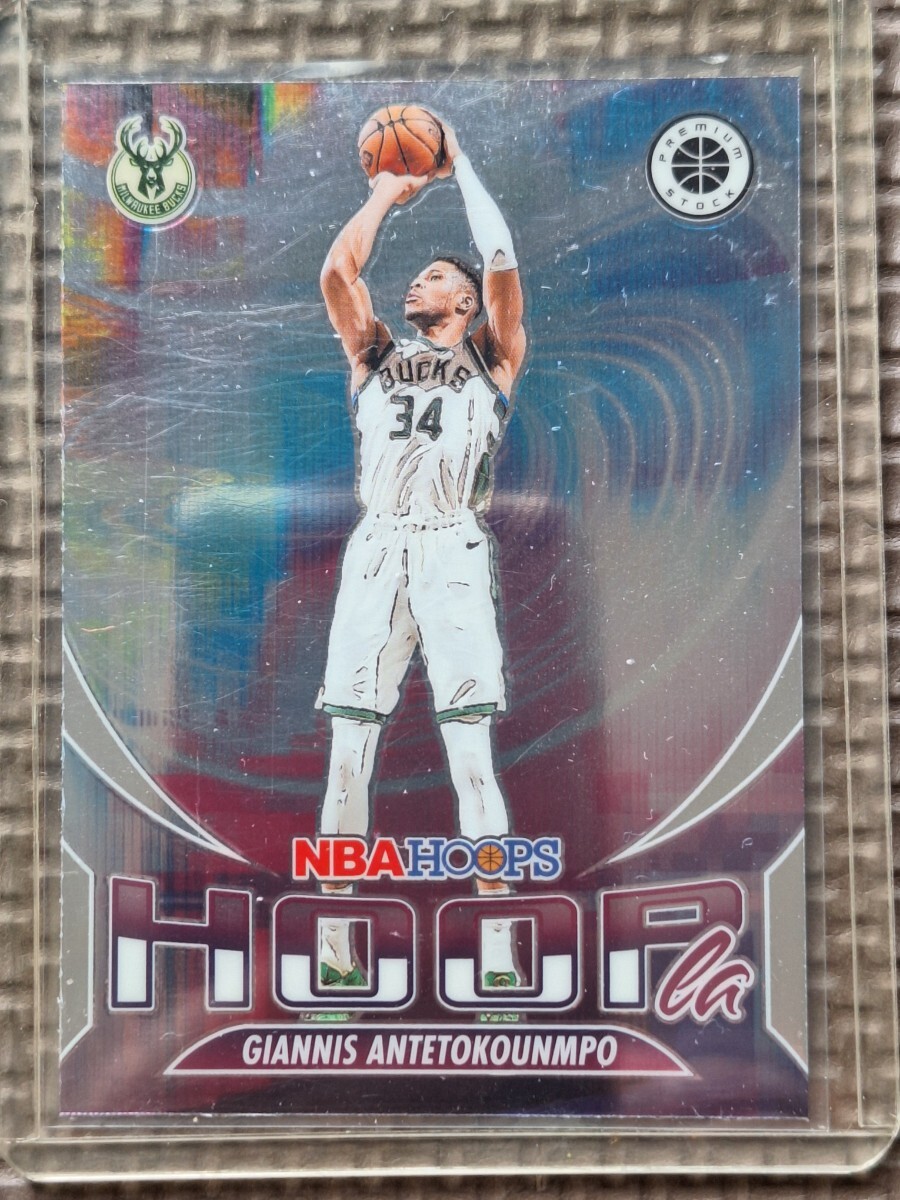 MILWAUKEE BUCKS
PREMIUM
STOCK
BUCKS
34
NBA HOOPS
HOOP la
GIANNIS ANTETOKOUNMPO